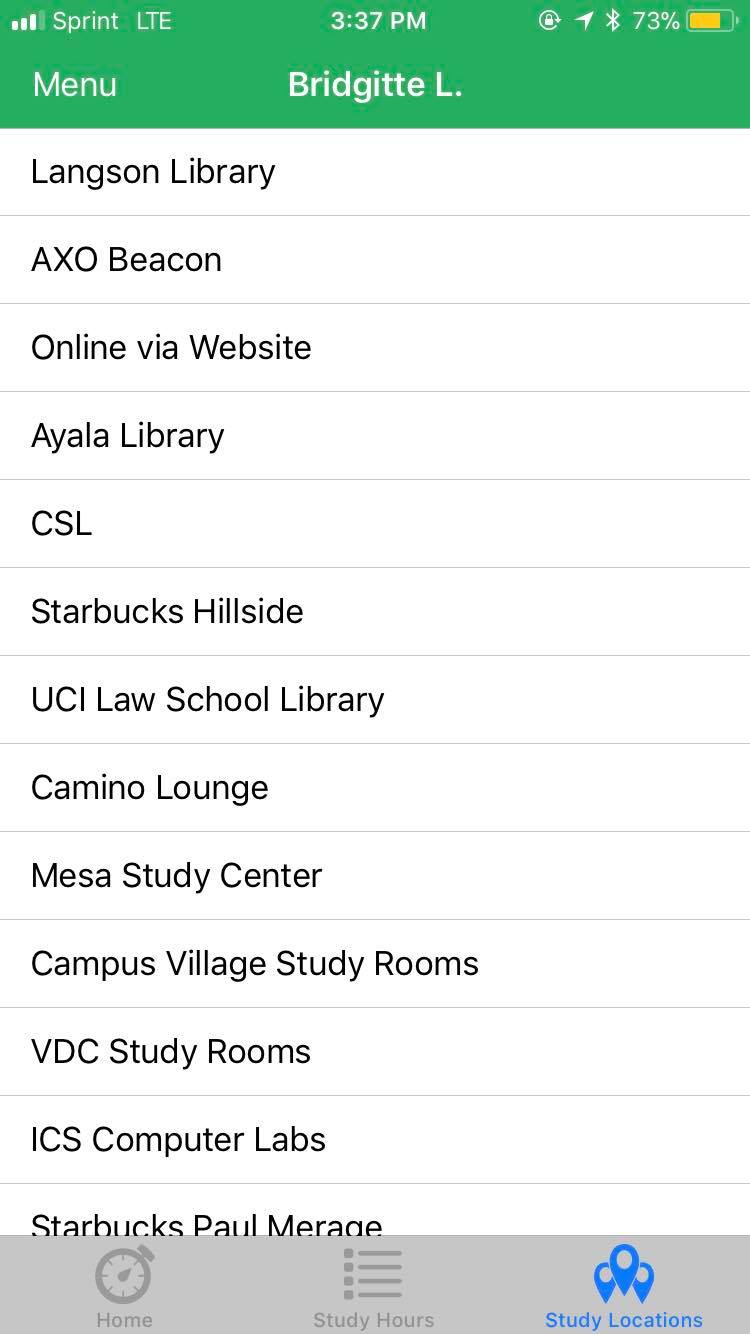 Sprint LTE 3:37 PM 73%
Menu Bridgitte L.
Langson Library
AXO Beacon
Online via Website
Ayala Library
CSL
Starbucks Hillside
UCI Law School Library
Camino Lounge
Mesa Study Center
Campus Village Study Rooms
VDC Study Rooms
ICS Computer Labs
Starbucks Paul Merage
Home Study Hours Study Locations